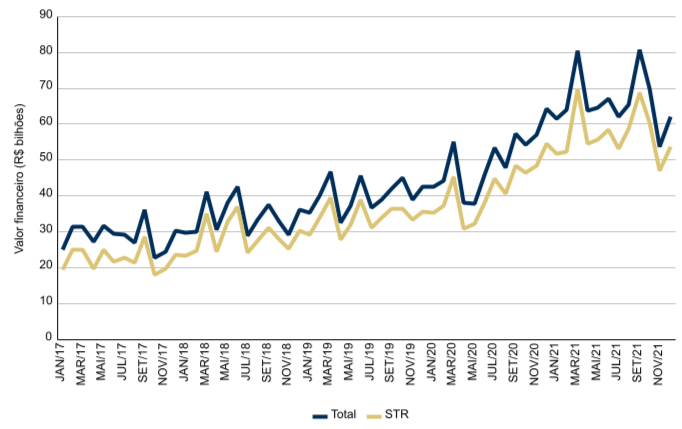 Valor financeiro (R$ bilhões)
90
80
70
60
50
40
30
20
10
0
JAN/17
MAR/17
MAI/17
JUL/17
SET/17
NOV/17
JAN/18
MAR/18
MAI/18
JUL/18
SET/18
NOV/18
JAN/19
MAR/19
MAI/19
JUL/19
SET/19
NOV/19
JAN/20
MAR/20
MAI/20
JUL/20
SET/20
NOV/20
JAN/21
MAR/21
MAI/21
JUL/21
SET/21
NOV/21
Total STR